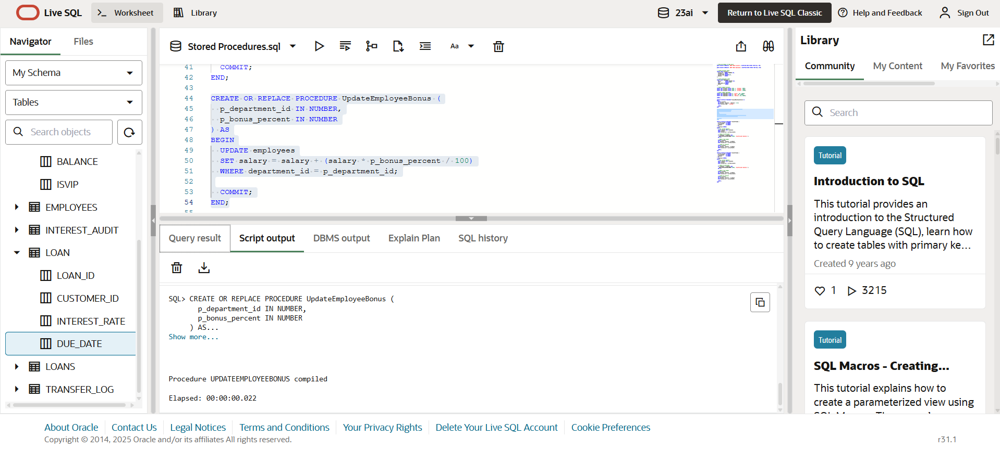 Live SQL
Worksheet
Library
23ai
Return to Live SQL Classic
Help and Feedback
Sign Out
Navigator
Files
My Schema
Tables
Search objects
BALANCE
ISVIP
EMPLOYEES
INTEREST_AUDIT
LOAN
LOAN_ID
CUSTOMER_ID
INTEREST_RATE
DUE_DATE
LOANS
TRANSFER_LOG
Stored Procedures.sql
Aa
41 COMMIT;
42 END;
43
44 CREATE OR REPLACE PROCEDURE UpdateEmployeeBonus (
45 p_department_id IN NUMBER,
46 p_bonus_percent IN NUMBER
47 ) AS
48 BEGIN
49 UPDATE employees
50 SET salary = salary + (salary * p_bonus_percent / 100)
51 WHERE department_id = p_department_id;
52
53 COMMIT;
54 END;
55
Query result
Script output
DBMS output
Explain Plan
SQL history
SQL> CREATE OR REPLACE PROCEDURE UpdateEmployeeBonus (
p_department_id IN NUMBER,
p_bonus_percent IN NUMBER
) AS...
Show more...
Procedure UPDATEEMPLOYEEBONUS compiled
Elapsed: 00:00:00.022
Library
Community
My Content
My Favorites
Search
Tutorial
Introduction to SQL
This tutorial provides an
introduction to the Structured
Query Language (SQL), learn how
to create tables with primary ke...
Created 9 years ago
1
3215
Tutorial
SQL Macros - Creating...
This tutorial explains how to
create a parameterized view using
About Oracle
Contact Us
Legal Notices
Terms and Conditions
Your Privacy Rights
Delete Your Live SQL Account
Cookie Preferences
Copyright © 2014, 2025 Oracle and/or its affiliates All rights reserved.
r31.1